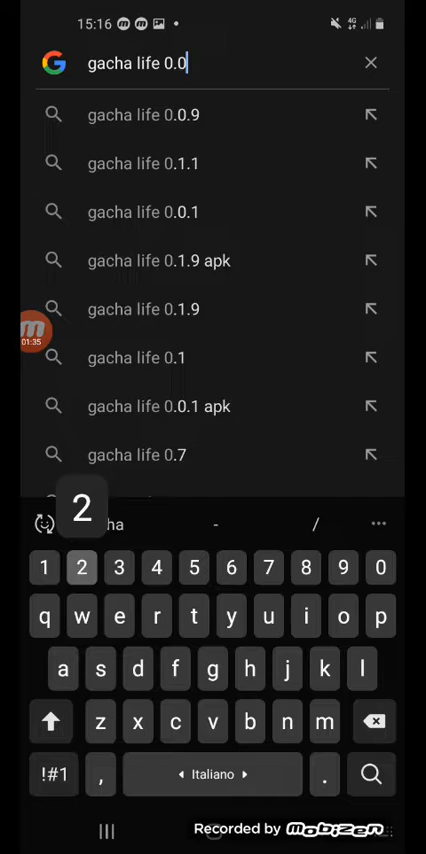 15:16
4G
gacha life 0.0
gacha life 0.0.9
gacha life 0.1.1
gacha life 0.0.1
gacha life 0.1.9 apk
gacha life 0.1.9
01:35
gacha life 0.1
gacha life 0.0.1 apk
gacha life 0.7
2
ha - /
1 2 3 4 5 6 7 8 9 0
q w e r t y u i o p
a s d f g h j k l
z x c v b n m
!#1 , Italiano .
Recorded by mobizen